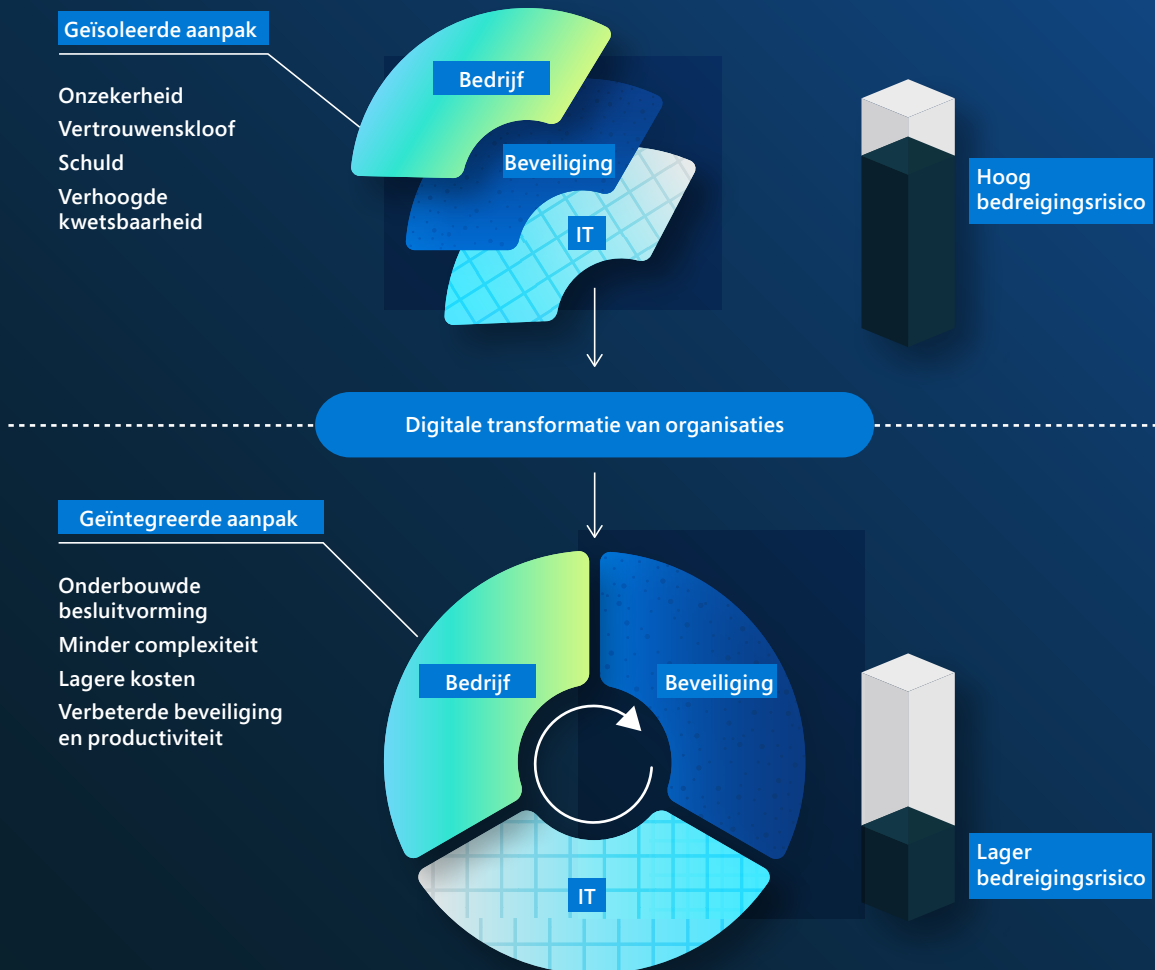 Geïsoleerde aanpak
Onzekerheid
Vertrouwenskloof
Schuld
Verhoogde
kwetsbaarheid
Bedrijf
Beveiliging
IT
Hoog
bedreigingsrisico
Digitale transformatie van organisaties
Geïntegreerde aanpak
Onderbouwde
besluitvorming
Minder complexiteit
Lagere kosten
Verbeterde beveiliging
en productiviteit
Bedrijf
Beveiliging
IT
Lager
bedreigingsrisico